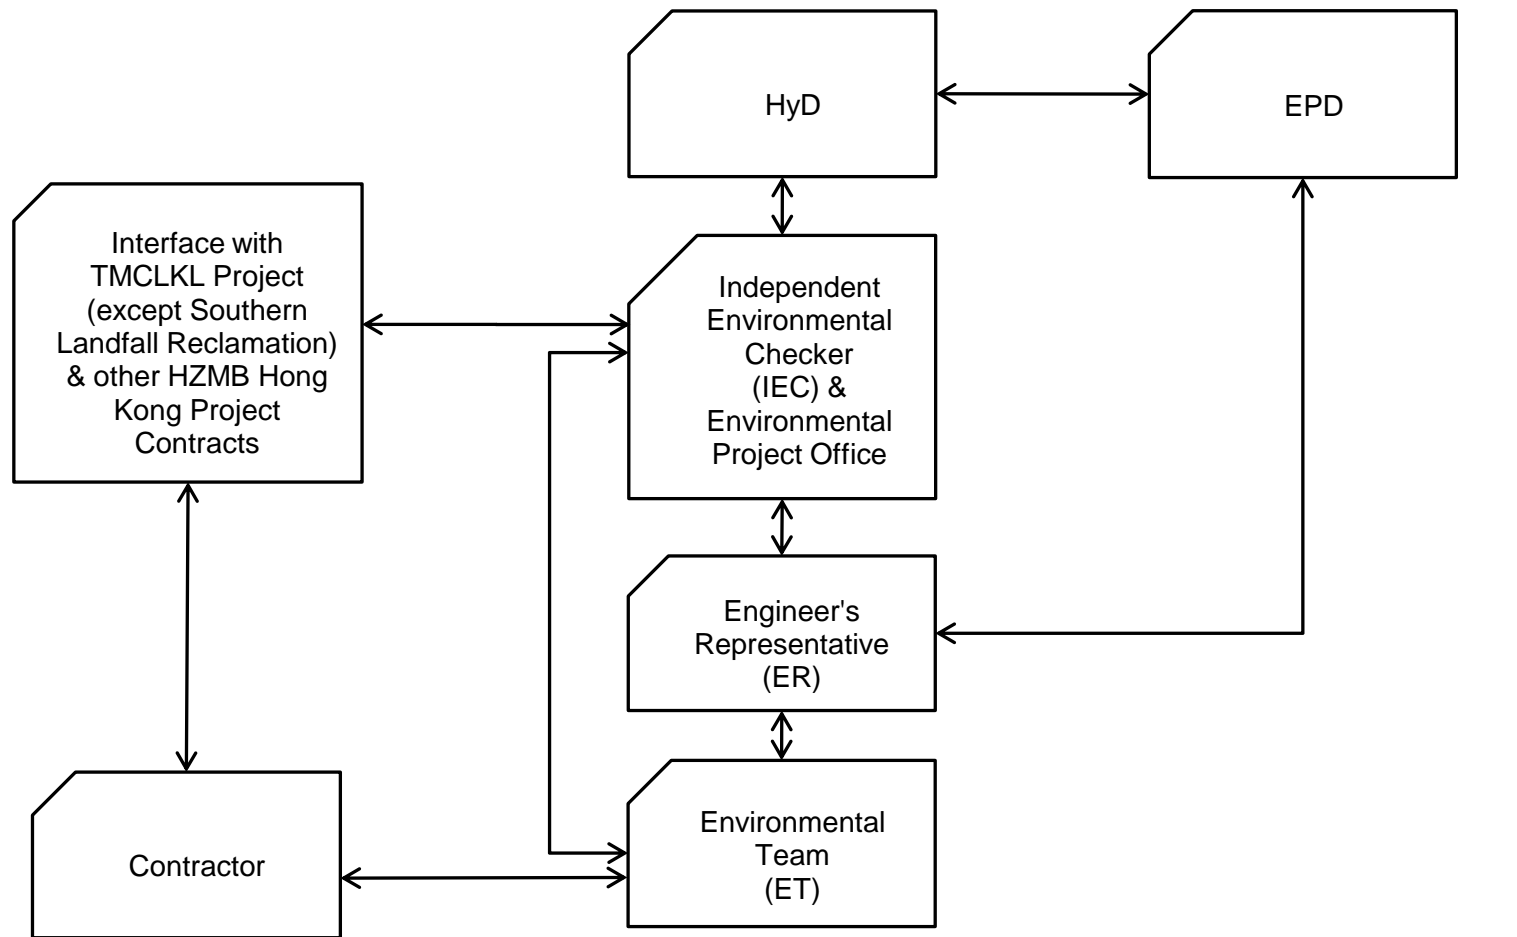 HyD
EPD
Interface with
TMCLKL Project
(except Southern
Landfall Reclamation)
& other HZMB Hong
Kong Project
Contracts
Independent
Environmental
Checker
(IEC) &
Environmental
Project Office
Engineer's
Representative
(ER)
Environmental
Team
(ET)
Contractor